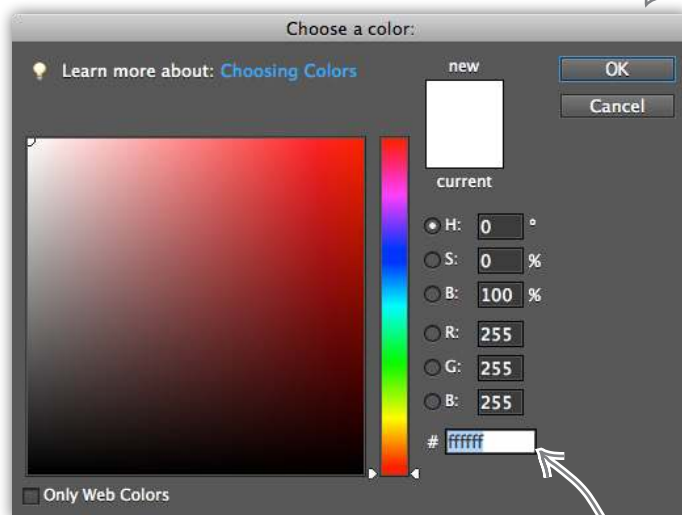 Choose a color:
Learn more about: Choosing Colors
new
OK
Cancel
current
H: 0 °
S: 0 %
B: 100 %
R: 255
G: 255
B: 255
# ffffff
Only Web Colors